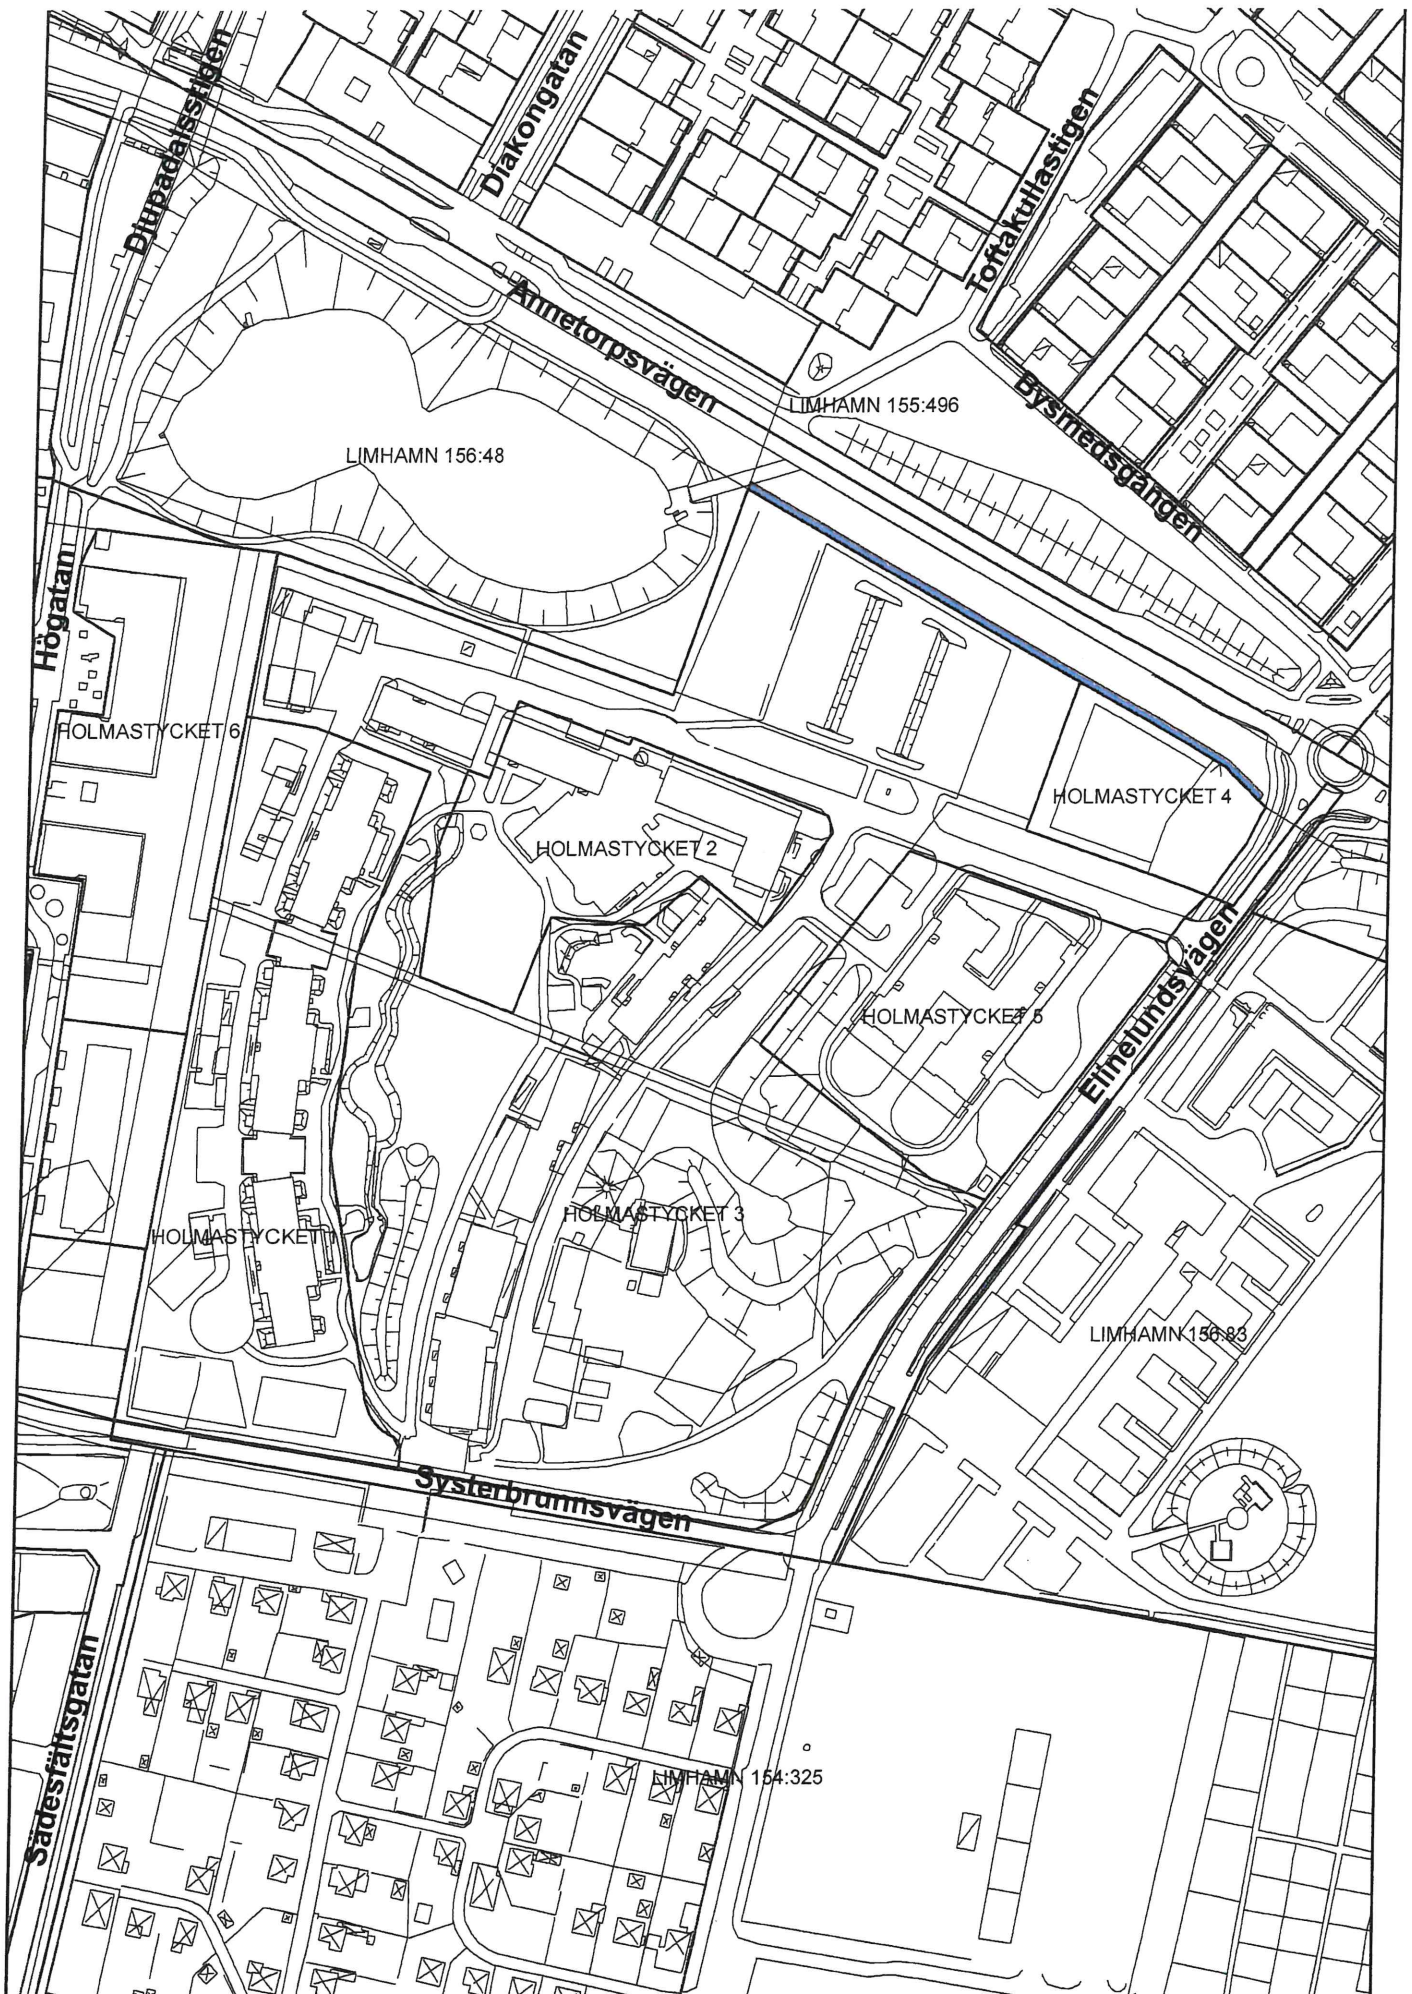 Djupadalsstigen
Diakongatan
Toftakullastigen
Annetorpsvägen
LIMHAMN 155:496
Bysmedsgången
LIMHAMN 156:48
Högatan
HOLMASTYCKET 6
HOLMASTYCKET 4
HOLMASTYCKET 2
HOLMASTYCKET 5
Elinelundsvägen
HOLMASTYCKET 3
HOLMASTYCKET 1
LIMHAMN 156:83
Systerbrunnsvägen
Sädesfältsgatan
LIMHAMN 154:325